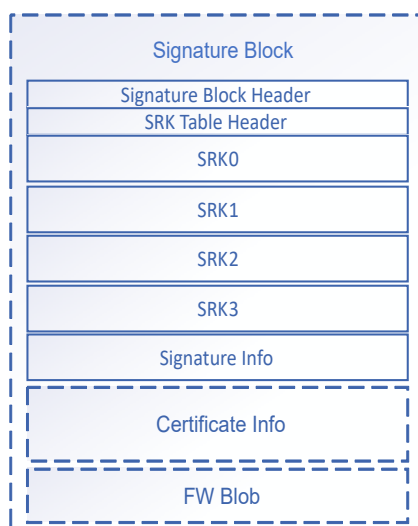 Signature Block
Signature Block Header
SRK Table Header
SRK0
SRK1
SRK2
SRK3
Signature Info
Certificate Info
FW Blob